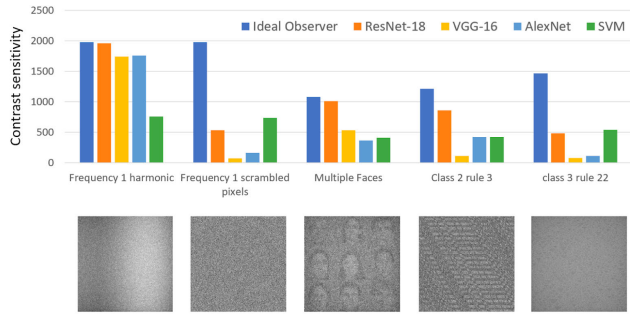 2500
Ideal Observer ResNet-18 VGG-16 AlexNet SVM
2000
1500
1000
500
0
Contrast sensitivity
Frequency 1 harmonic
Frequency 1 scrambled
pixels
Multiple Faces
Class 2 rule 3
class 3 rule 22